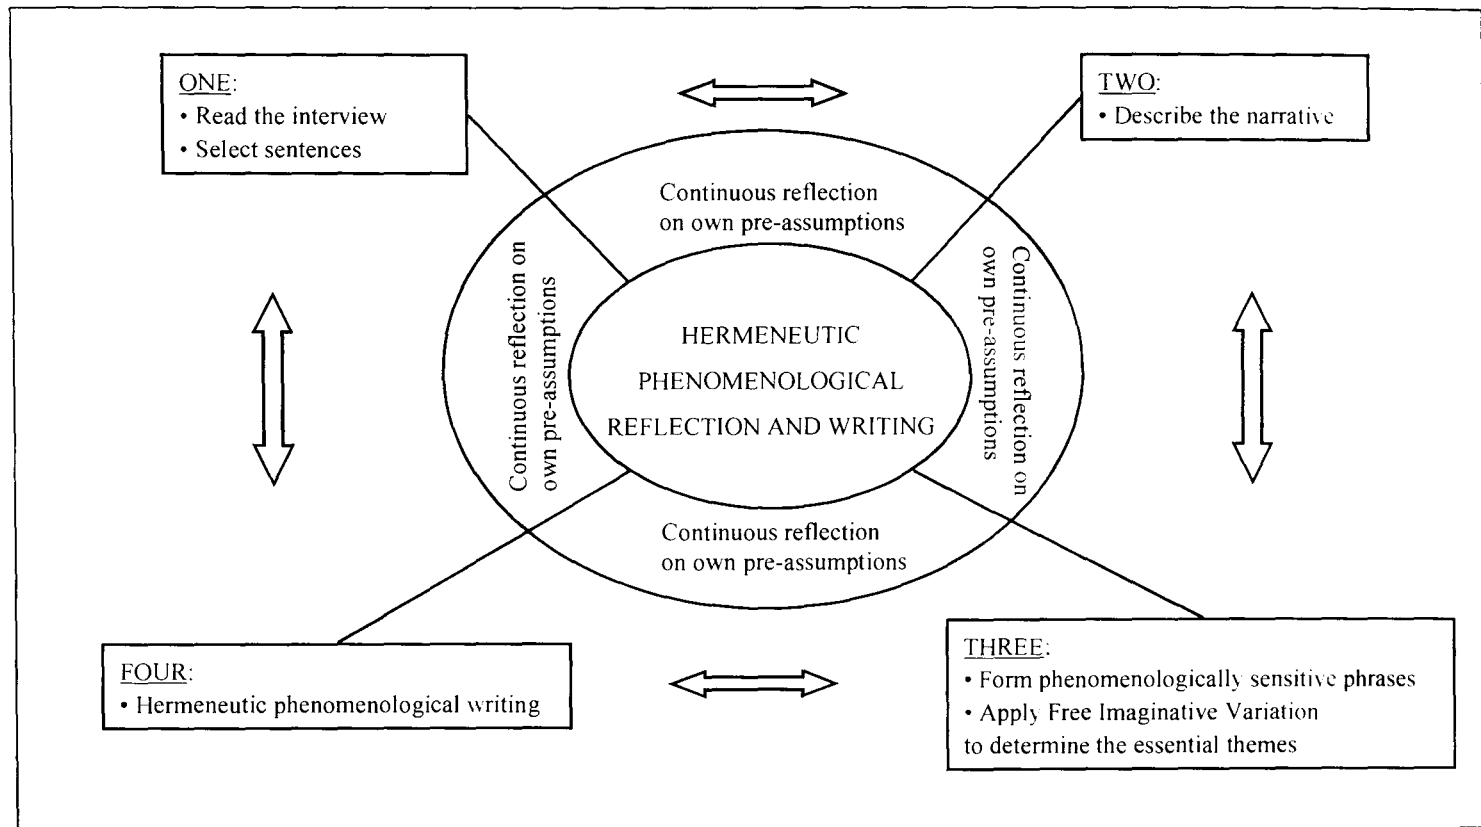 ONE:
• Read the interview
• Select sentences
TWO:
• Describe the narrative
Continuous reflection
on own pre-assumptions
Continuous reflection on
own pre-assumptions
HERMENEUTIC
PHENOMENOLOGICAL
REFLECTION AND WRITING
Continuous reflection on
own pre-assumptions
Continuous reflection
on own pre-assumptions
FOUR:
• Hermeneutic phenomenological writing
THREE:
• Form phenomenologically sensitive phrases
• Apply Free Imaginative Variation
to determine the essential themes